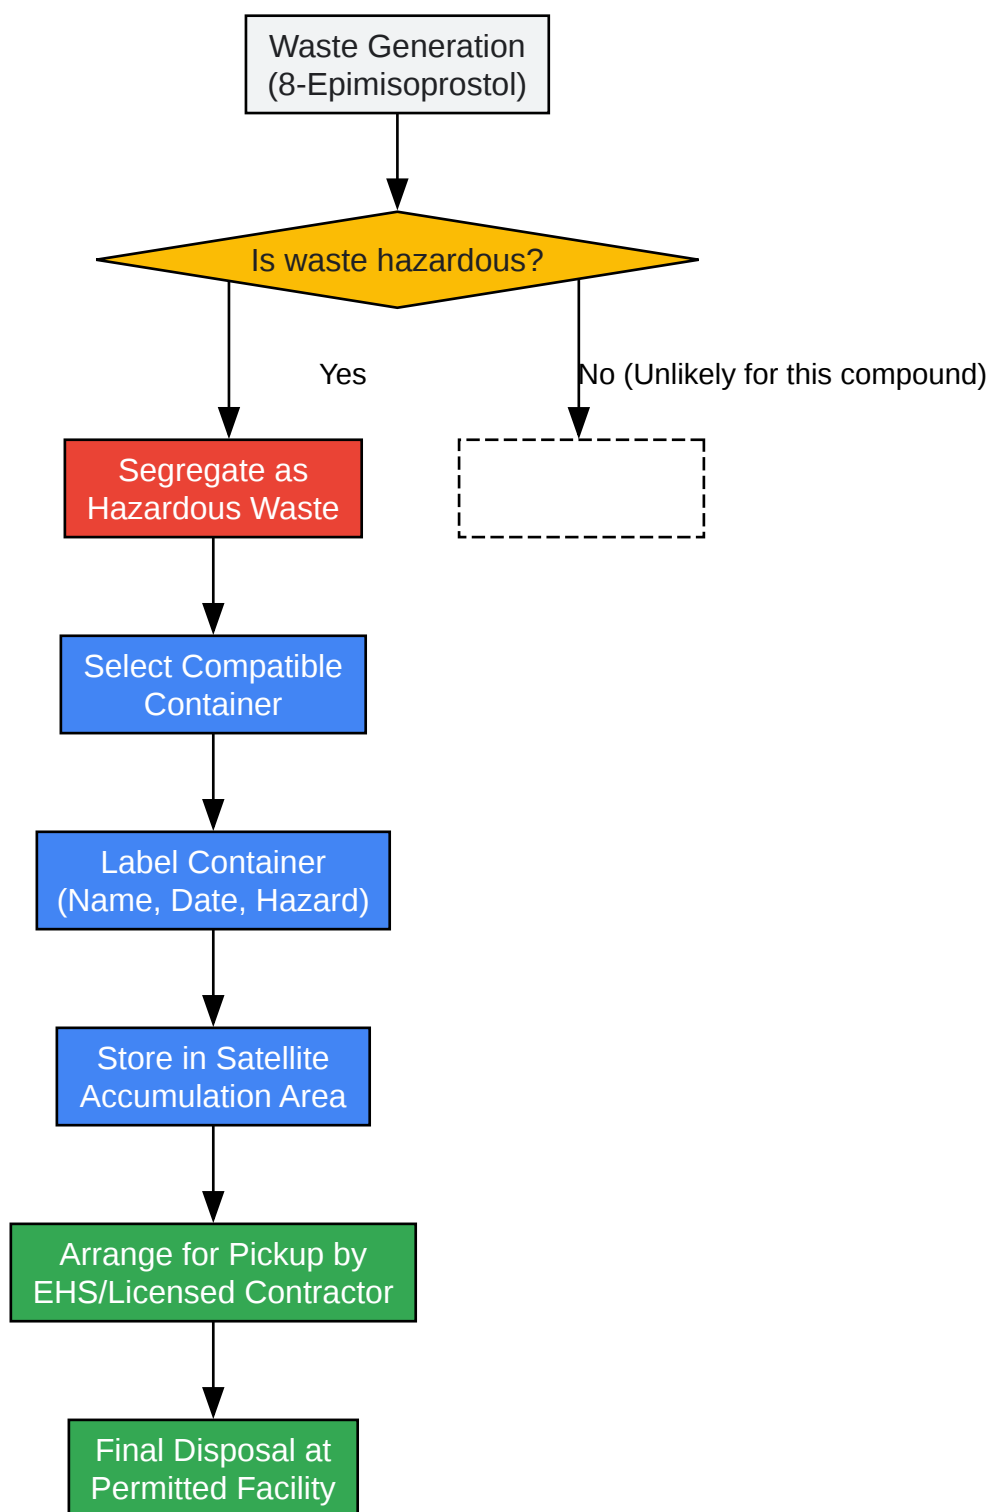 Waste Generation
(8-Epimisoprostol)
Is waste hazardous?
Yes
No (Unlikely for this compound)
Segregate as
Hazardous Waste
Select Compatible
Container
Label Container
(Name, Date, Hazard)
Store in Satellite
Accumulation Area
Arrange for Pickup by
EHS/Licensed Contractor
Final Disposal at
Permitted Facility